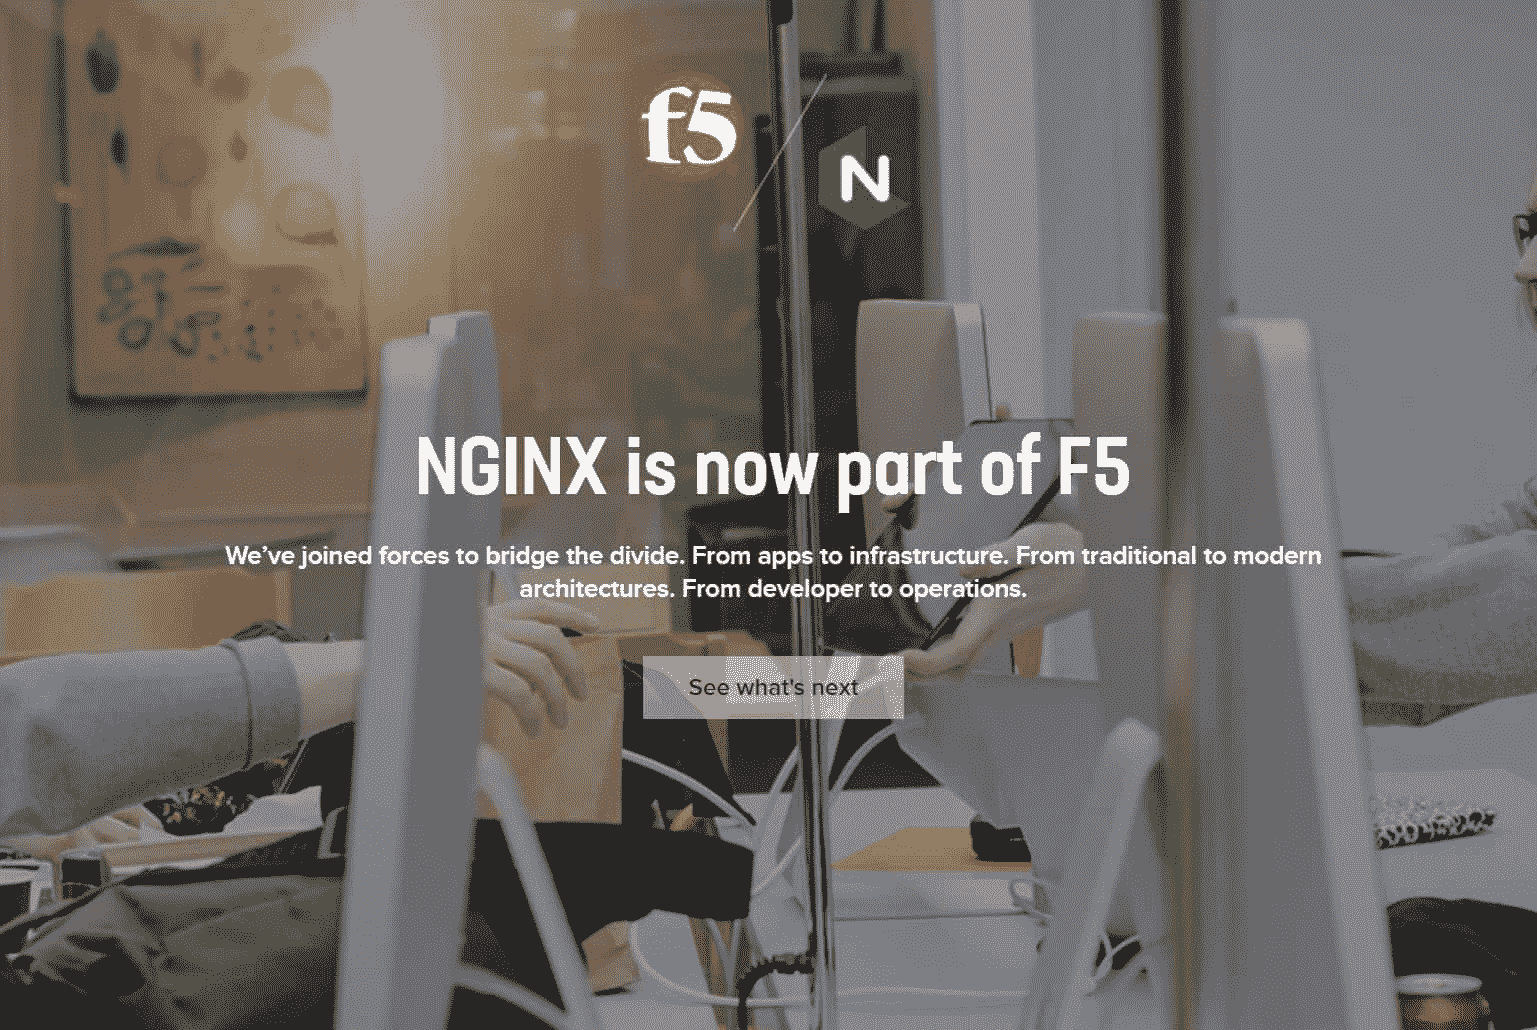 f5
N
NGINX is now part of F5
We’ve joined forces to bridge the divide. From apps to infrastructure. From traditional to modern
architectures. From developer to operations.
See what's next